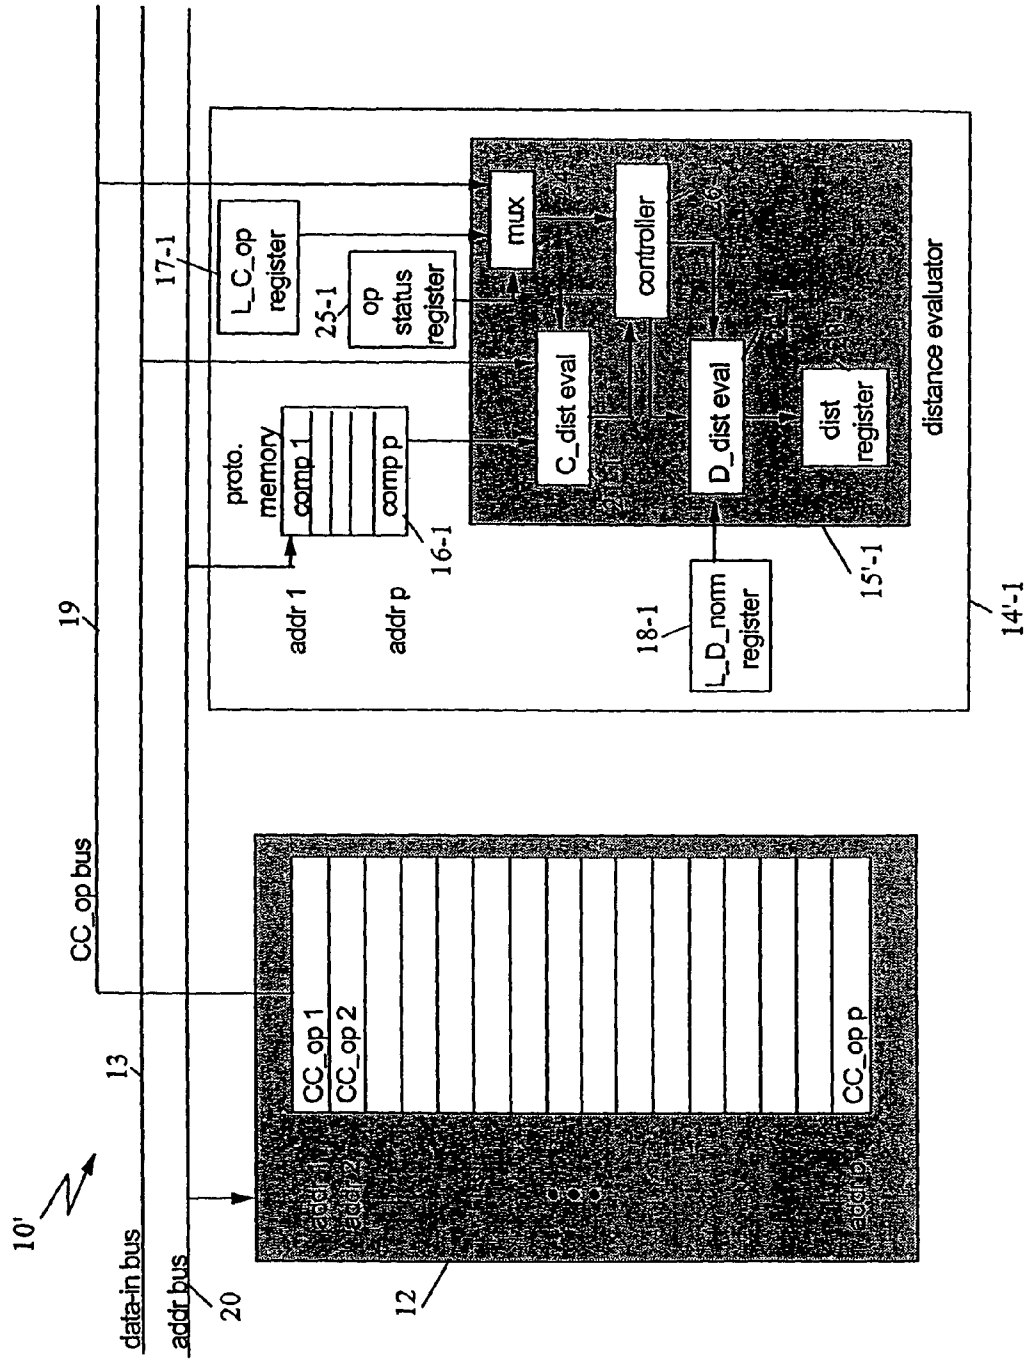 10'
data-in bus
13
addr bus
20
CC_op bus
19
12
addr 1
CC_op 1
addr 2
CC_op 2
addr p
CC_op p
proto.
memory
addr 1
comp 1
addr p
comp p
16-1
17-1
L_C_op
register
25-1
op
status
register
mux
C_dist eval
controller
D_dist eval
dist
register
18-1
L_D_norm
register
15'-1
distance evaluator
14'-1